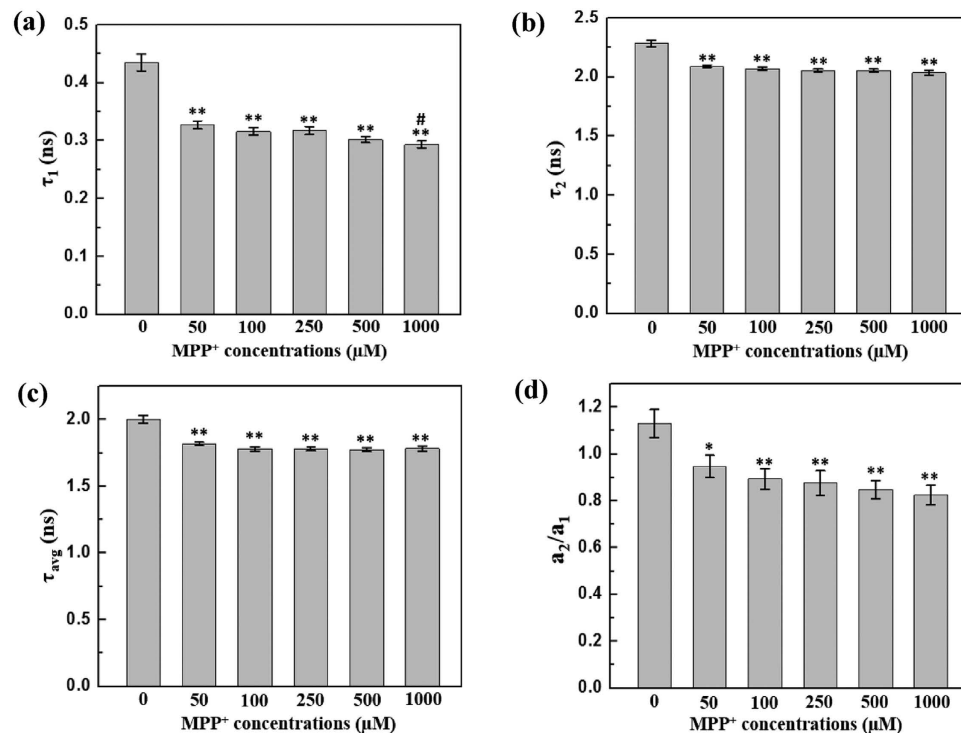 (a)
τ1 (ns)
0.5
0.4
0.3
0.2
0.1
0.0
**
**
**
**
#
**
0 50 100 250 500 1000
MPP+ concentrations (μM)
(b)
τ2 (ns)
2.5
2.0
1.5
1.0
0.5
0.0
** ** ** ** **
0 50 100 250 500 1000
MPP+ concentrations (μM)
(c)
τavg (ns)
2.0
1.5
1.0
0.5
0.0
** ** ** ** **
0 50 100 250 500 1000
MPP+ concentrations (μM)
(d)
a2/a1
1.2
1.0
0.8
0.6
0.4
0.2
0.0
* ** ** ** **
0 50 100 250 500 1000
MPP+ concentrations (μM)